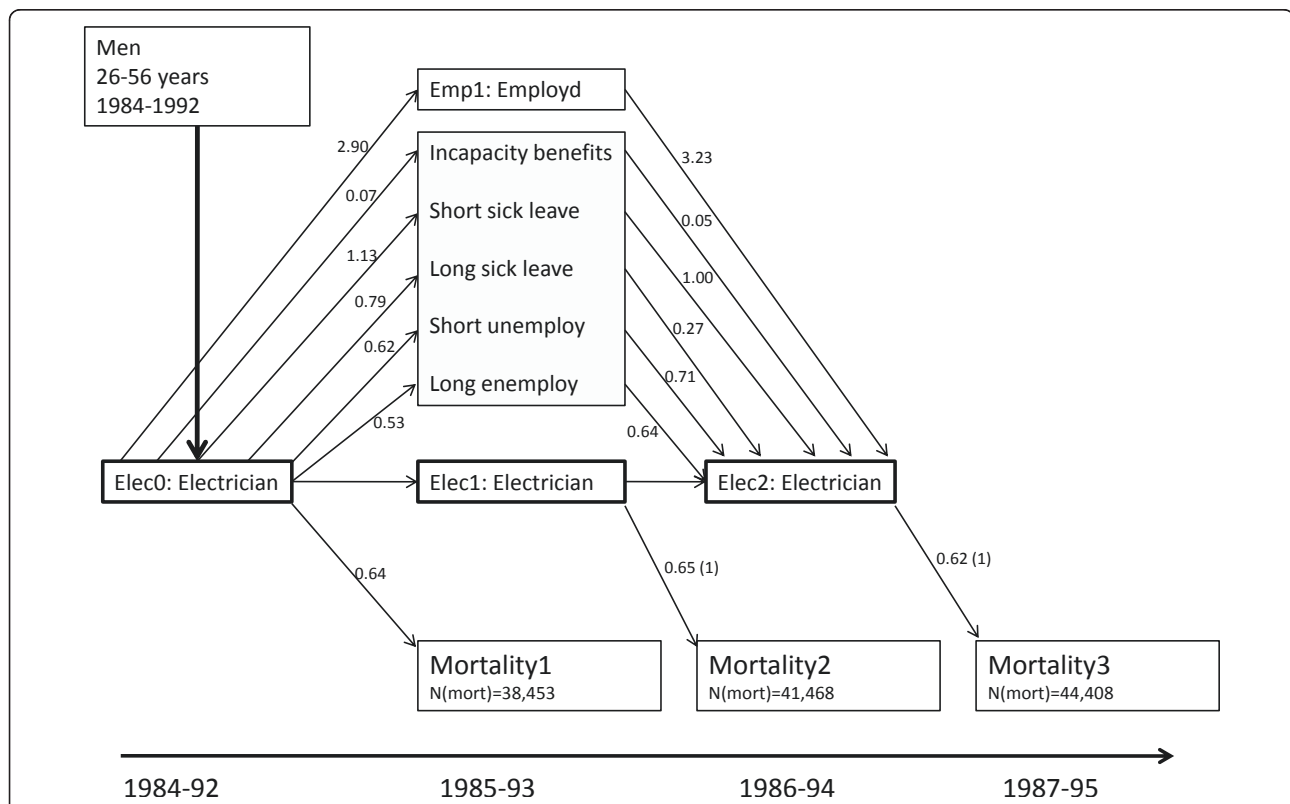 Men
26-56 years
1984-1992
Emp1: Employd
2.90
3.23
Incapacity benefits
0.07
0.05
Short sick leave
1.13
1.00
Long sick leave
0.79
0.27
Short unemploy
0.62
0.71
Long enemploy
0.53
0.64
Elec0: Electrician
Elec1: Electrician
Elec2: Electrician
0.64
0.65 (1)
0.62 (1)
Mortality1
N(mort)=38,453
Mortality2
N(mort)=41,468
Mortality3
N(mort)=44,408
1984-92
1985-93
1986-94
1987-95